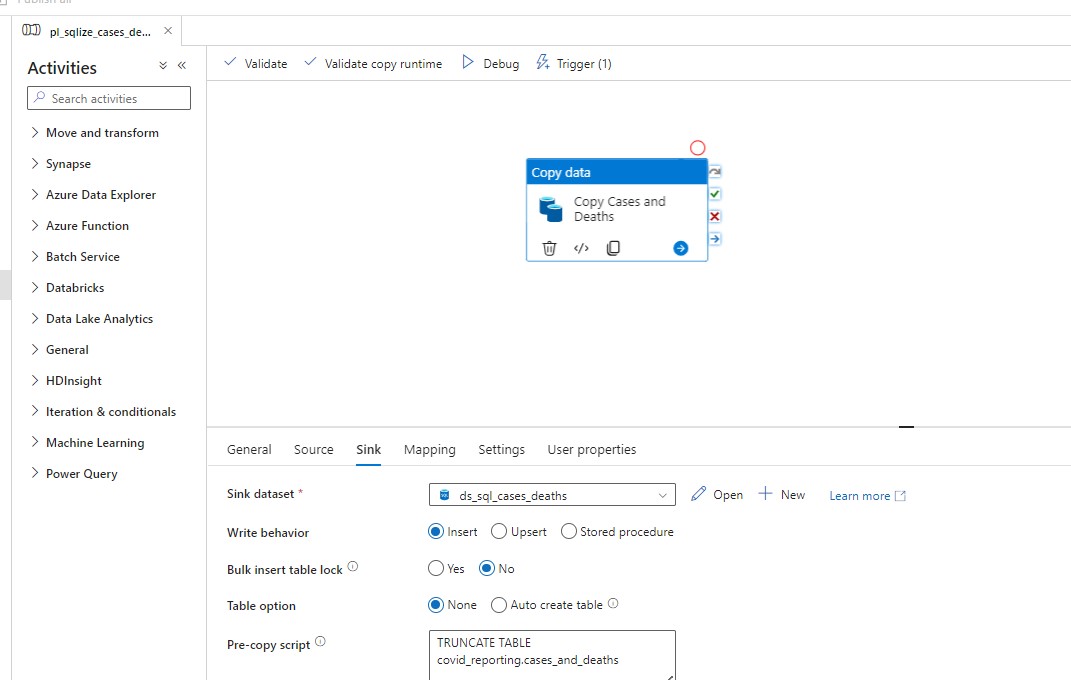 Publish all
pl_sqlize_cases_de...
Activities
Search activities
Move and transform
Synapse
Azure Data Explorer
Azure Function
Batch Service
Databricks
Data Lake Analytics
General
HDInsight
Iteration & conditionals
Machine Learning
Power Query
Validate
Validate copy runtime
Debug
Trigger (1)
Copy data
Copy Cases and
Deaths
General
Source
Sink
Mapping
Settings
User properties
Sink dataset *
ds_sql_cases_deaths
Open
New
Learn more
Write behavior
Insert
Upsert
Stored procedure
Bulk insert table lock
Yes
No
Table option
None
Auto create table
Pre-copy script
TRUNCATE TABLE
covid_reporting.cases_and_deaths